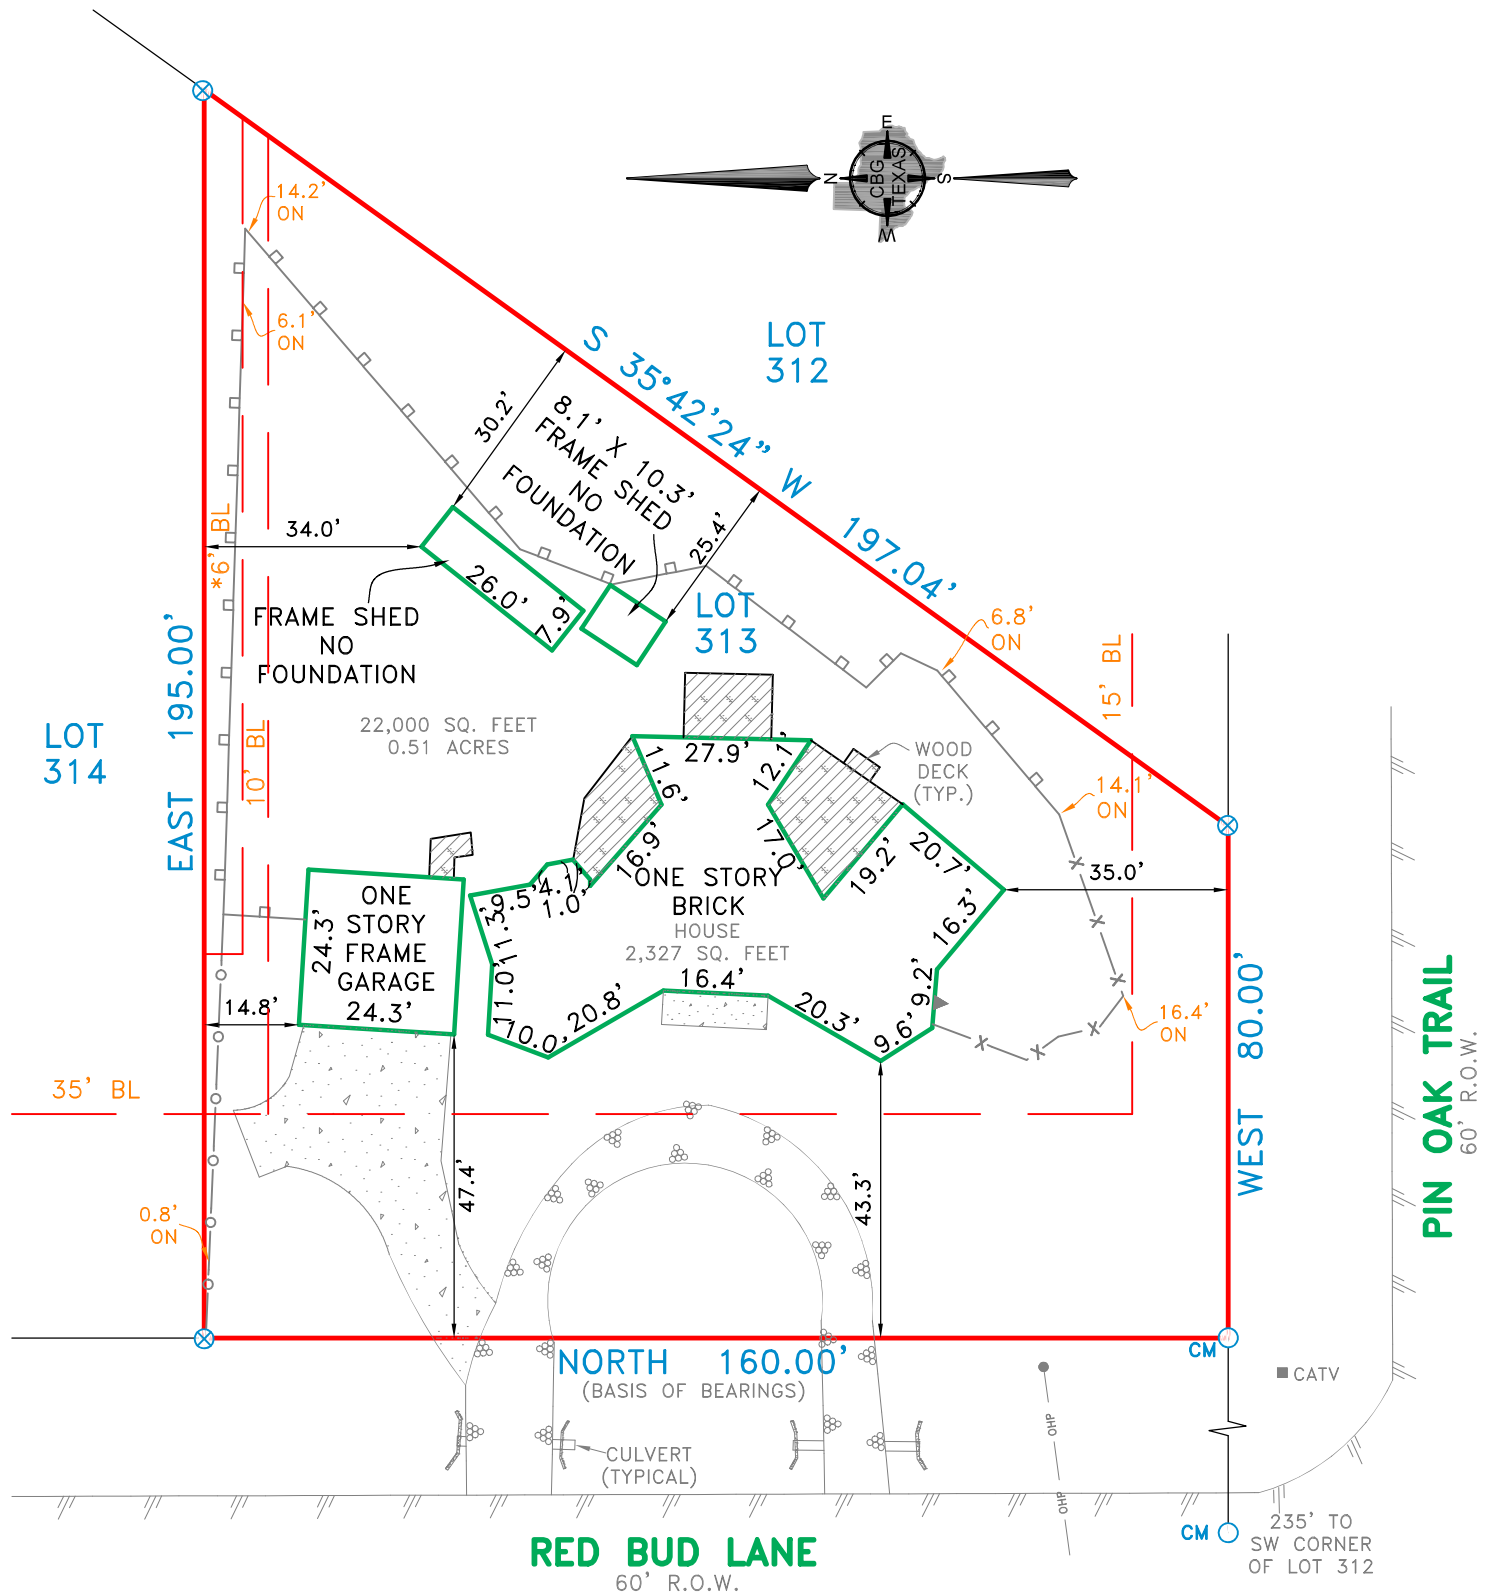 E
N
S
W
CBG
TEXAS
14.2'
ON
6.1'
ON
LOT
312
S 35°42'24" W 197.04'
30.2'
8.1' X 10.3'
FRAME SHED
NO
FOUNDATION
25.4'
34.0'
*6' BL
26.0'
7.9'
FRAME SHED
NO
FOUNDATION
LOT
313
6.8'
ON
15' BL
EAST 195.00'
10' BL
LOT
314
22,000 SQ. FEET
0.51 ACRES
27.9'
11.6'
12.1'
WOOD
DECK
(TYP.)
14.1'
ON
16.9'
17.0'
19.2'
20.7'
35.0'
ONE STORY
BRICK
HOUSE
2,327 SQ. FEET
9.5'
4.1'
1.0'
11.3'
11.0'
10.0'
20.8'
16.4'
20.3'
9.6'
9.2'
16.3'
ONE
STORY
FRAME
GARAGE
24.3'
24.3'
14.8'
16.4'
ON
35' BL
WEST 80.00'
PIN OAK TRAIL
60' R.O.W.
47.4'
43.3'
0.8'
ON
NORTH 160.00'
(BASIS OF BEARINGS)
CM
CATV
OHP
OHP
CULVERT
(TYPICAL)
CM
235' TO
SW CORNER
OF LOT 312
RED BUD LANE
60' R.O.W.